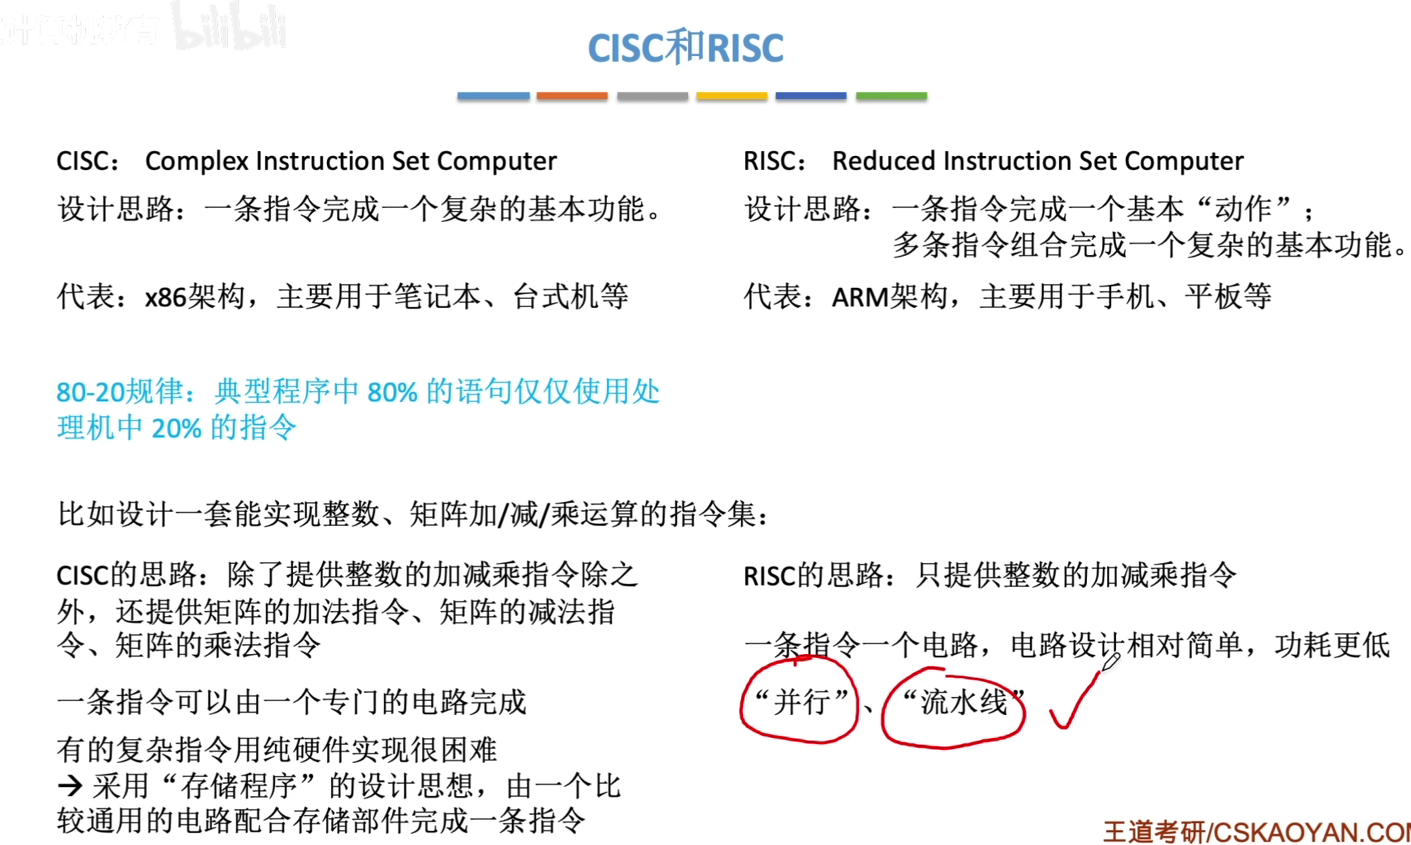 bilibili
CISC和RISC
CISC： Complex Instruction Set Computer
设计思路：一条指令完成一个复杂的基本功能。
代表：x86架构，主要用于笔记本、台式机等
RISC： Reduced Instruction Set Computer
设计思路：一条指令完成一个基本“动作”；
多条指令组合完成一个复杂的基本功能。
代表：ARM架构，主要用于手机、平板等
80-20规律：典型程序中 80% 的语句仅仅使用处
理机中 20% 的指令
比如设计一套能实现整数、矩阵加/减/乘运算的指令集：
CISC的思路：除了提供整数的加减乘指令除之
外，还提供矩阵的加法指令、矩阵的减法指
令、矩阵的乘法指令
一条指令可以由一个专门的电路完成
有的复杂指令用纯硬件实现很困难
→ 采用“存储程序”的设计思想，由一个比
较通用的电路配合存储部件完成一条指令
RISC的思路：只提供整数的加减乘指令
一条指令一个电路，电路设计相对简单，功耗更低
“并行”、“流水线”
王道考研/CSKAOYAN.COM